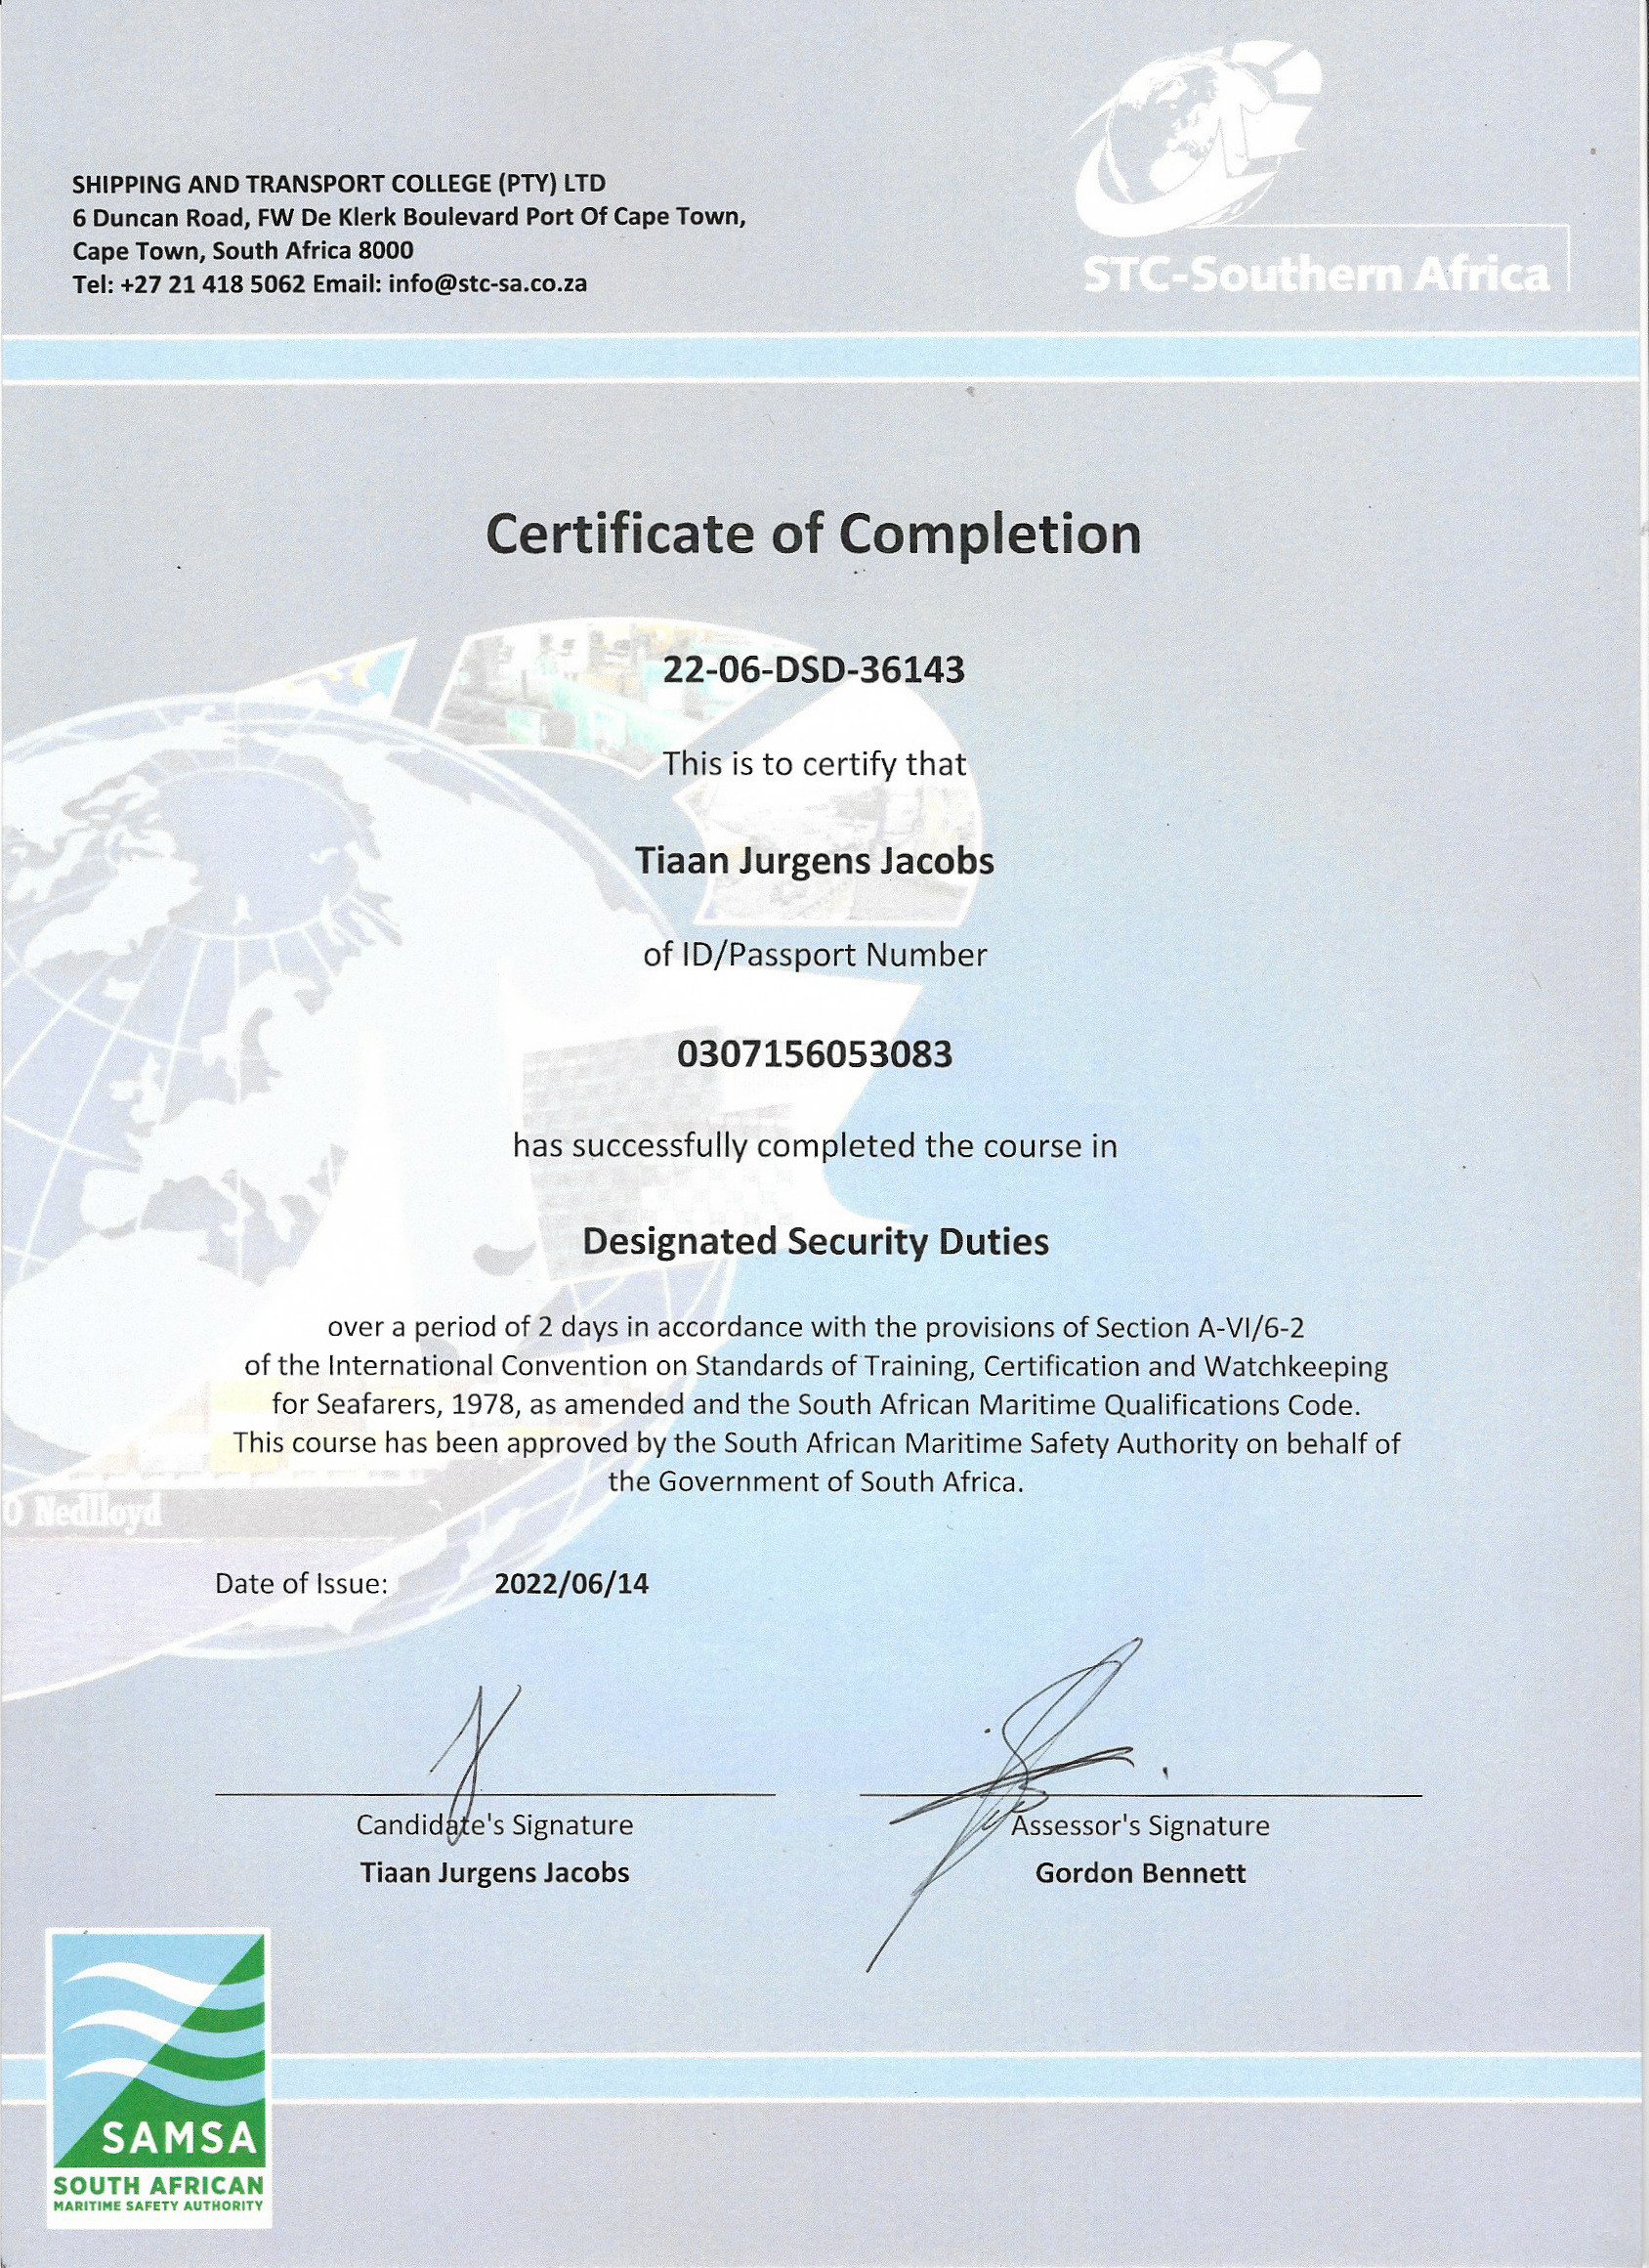 SHIPPING AND TRANSPORT COLLEGE (PTY) LTD
6 Duncan Road, FW De Klerk Boulevard Port Of Cape Town,
Cape Town, South Africa 8000
Tel: +27 21 418 5062 Email: info@stc-sa.co.za
STC-Southern Africa
Certificate of Completion
22-06-DSD-36143
This is to certify that
Tiaan Jurgens Jacobs
of ID/Passport Number
0307156053083
has successfully completed the course in
Designated Security Duties
over a period of 2 days in accordance with the provisions of Section A-VI/6-2
of the International Convention on Standards of Training, Certification and Watchkeeping
for Seafarers, 1978, as amended and the South African Maritime Qualifications Code.
This course has been approved by the South African Maritime Safety Authority on behalf of
the Government of South Africa.
O Nedlloyd
Date of Issue: 2022/06/14
Candidate's Signature
Tiaan Jurgens Jacobs
Assessor's Signature
Gordon Bennett
SAMSA
SOUTH AFRICAN
MARITIME SAFETY AUTHORITY